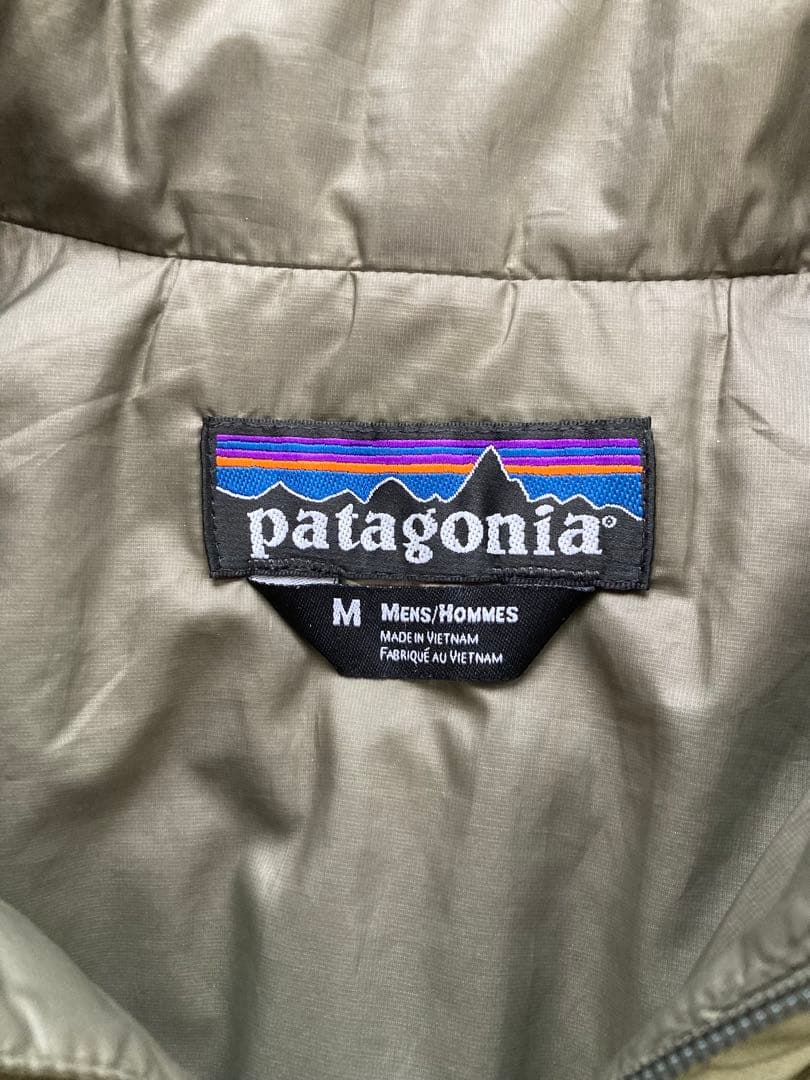 patagonia®
M MENS/HOMMES
MADE IN VIETNAM
FABRIQUÉ AU VIETNAM